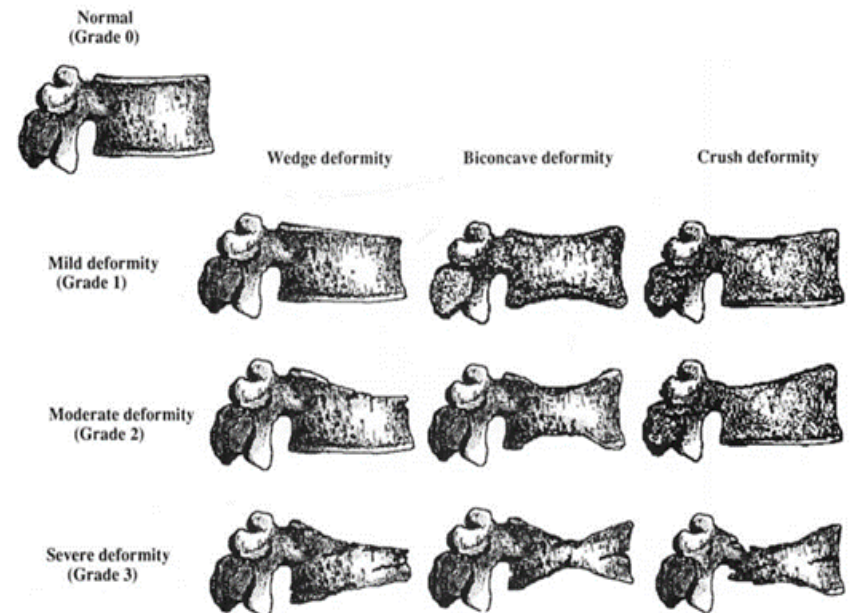 Normal
(Grade 0)
Wedge deformity Biconcave deformity Crush deformity
Mild deformity
(Grade 1)
Moderate deformity
(Grade 2)
Severe deformity
(Grade 3)